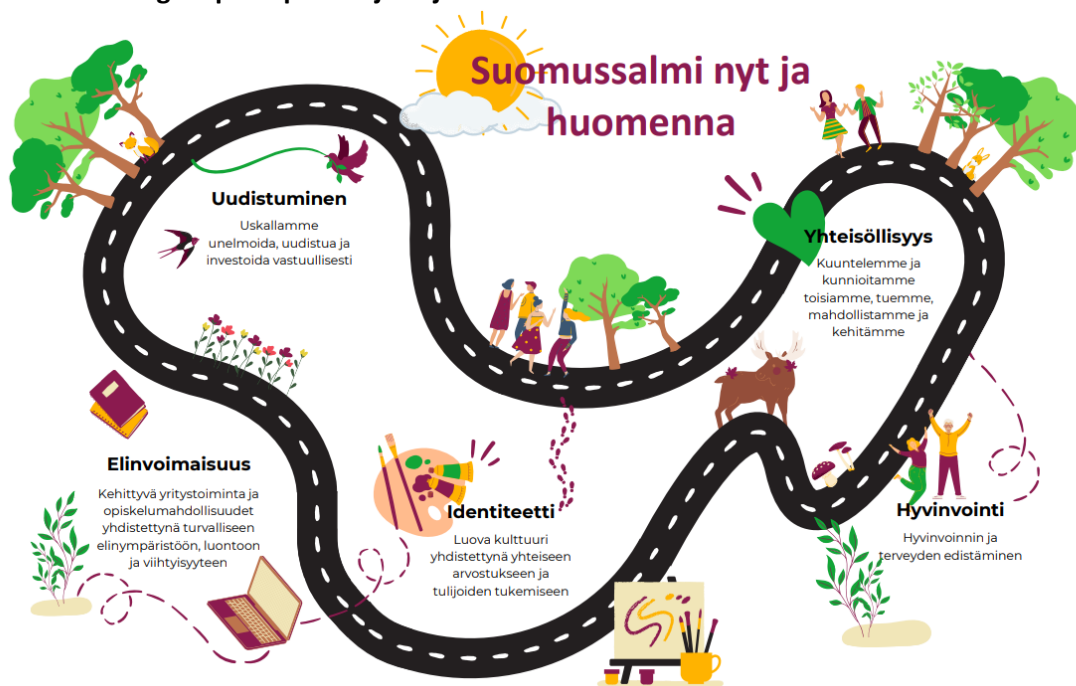 Suomussalmi nyt ja
huomenna
Uudistuminen
Uskallamme
unelmoida, uudistua ja
investoida vastuullisesti
Yhteisöllisyys
Kuuntelemme ja
kunnioitamme
toisiamme, tuemme,
mahdollistamme ja
kehitämme
Elinvoimaisuus
Kehittyvä yritystoiminta ja
opiskelumahdollisuudet
yhdistettynä turvalliseen
elinympäristöön, luontoon
ja viihtyisyyteen
Identiteetti
Luova kulttuuri
yhdistettynä yhteiseen
arvostukseen ja
tulijoiden tukemiseen
Hyvinvointi
Hyvinvoinnin ja
terveyden edistäminen